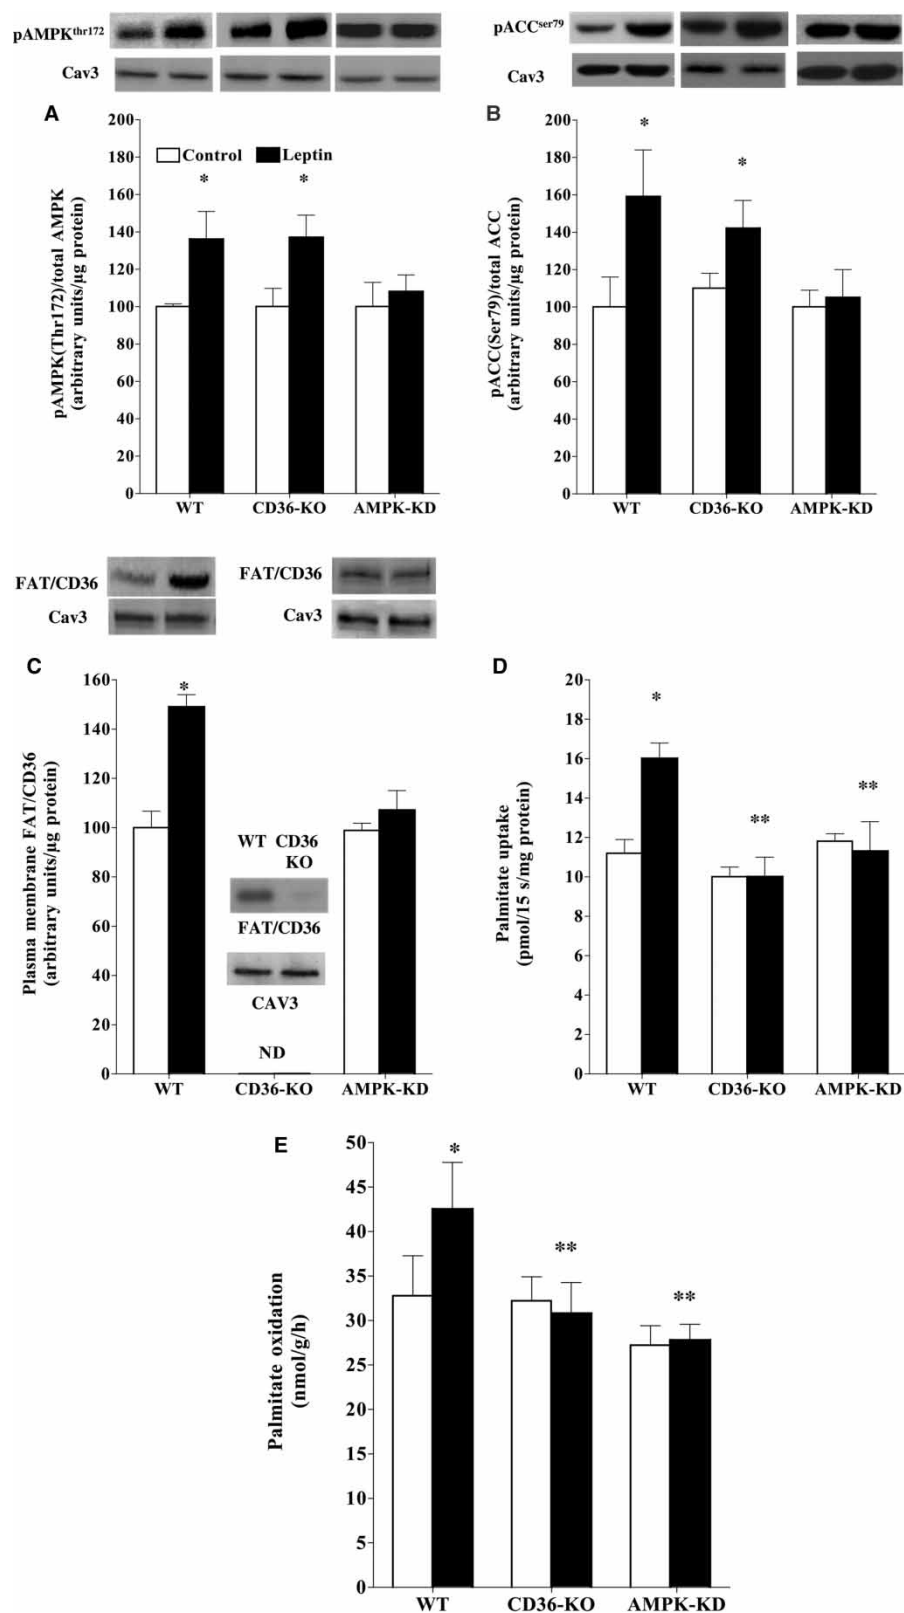 pAMPKthr172
Cav3
pACCser79
Cav3
A
pAMPK(Thr172)/total AMPK
(arbitrary units/µg protein)
200
180
160
140
120
100
80
60
40
20
0
Control Leptin
*
*
WT CD36-KO AMPK-KD
B
pACC(Ser79)/total ACC
(arbitrary units/µg protein)
200
180
160
140
120
100
80
60
40
20
0
*
*
WT CD36-KO AMPK-KD
FAT/CD36
Cav3
FAT/CD36
Cav3
C
Plasma membrane FAT/CD36
(arbitrary units/µg protein)
160
140
120
100
80
60
40
20
0
*
WT CD36
KO
FAT/CD36
CAV3
ND
WT CD36-KO AMPK-KD
D
Palmitate uptake
(pmol/15 s/mg protein)
20
18
16
14
12
10
8
6
4
2
0
*
**
**
WT CD36-KO AMPK-KD
E
Palmitate oxidation
(nmol/g/h)
50
45
40
35
30
25
20
15
10
5
0
*
**
**
WT CD36-KO AMPK-KD